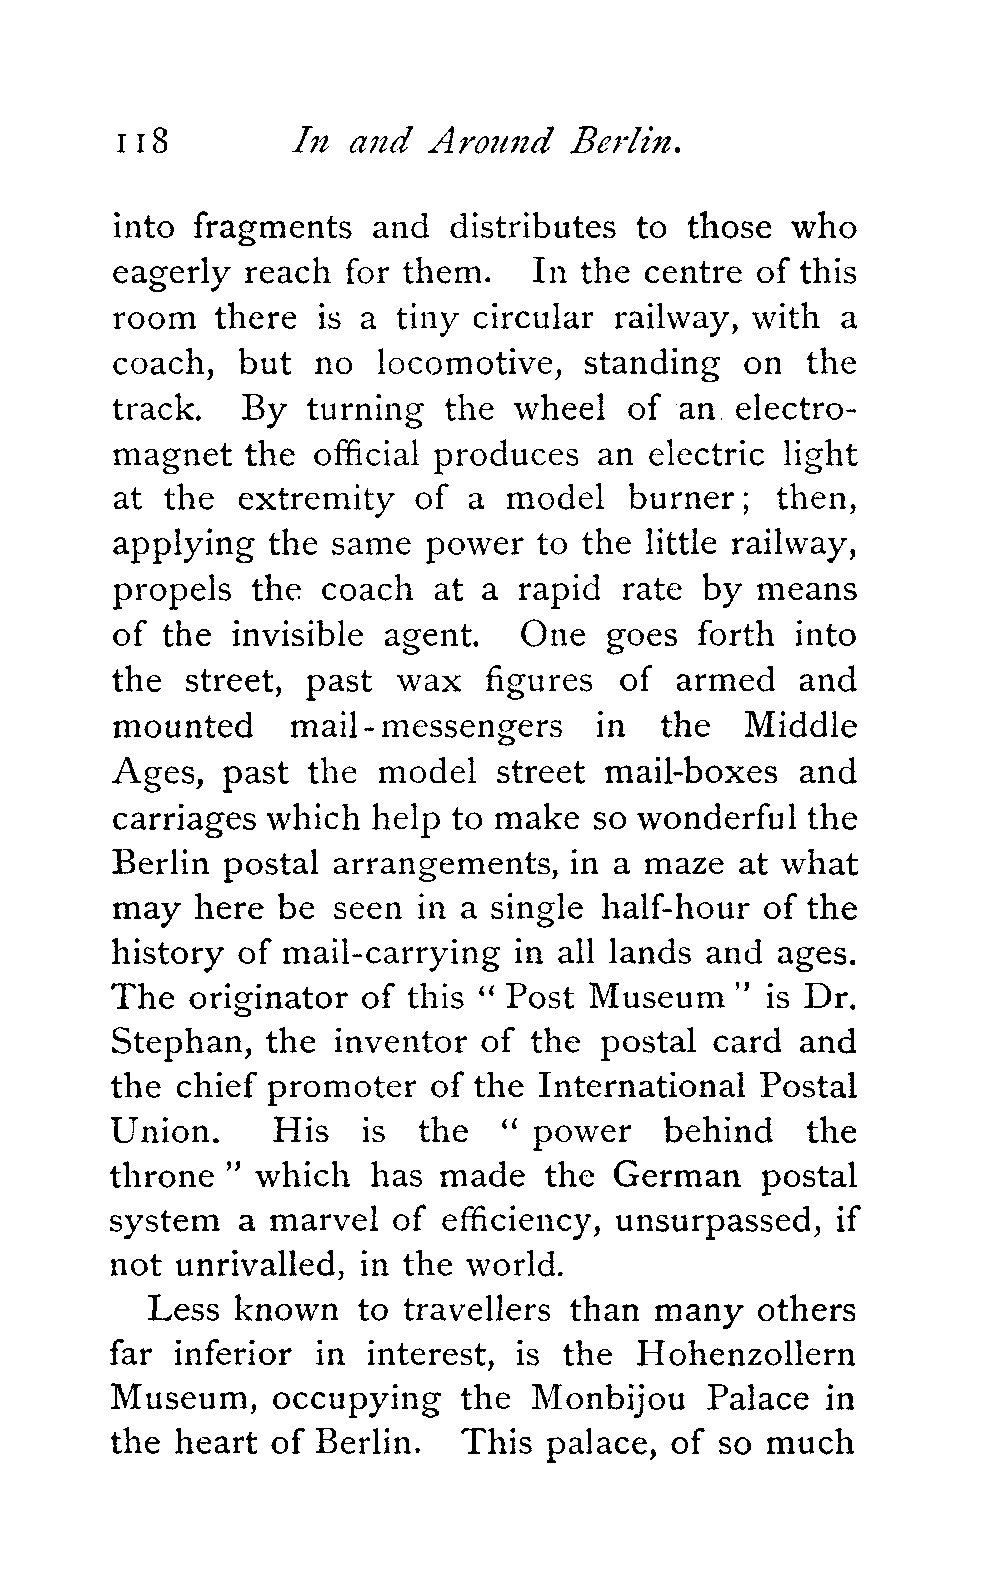 118 In and Around Berlin.
into fragments and distributes to those who
eagerly reach for them. In the centre of this
room there is a tiny circular railway, with a
coach, but no locomotive, standing on the
track. By turning the wheel of an electro-
magnet the official produces an electric light
at the extremity of a model burner; then,
applying the same power to the little railway,
propels the coach at a rapid rate by means
of the invisible agent. One goes forth into
the street, past wax figures of armed and
mounted mail-messengers in the Middle
Ages, past the model street mail-boxes and
carriages which help to make so wonderful the
Berlin postal arrangements, in a maze at what
may here be seen in a single half-hour of the
history of mail-carrying in all lands and ages.
The originator of this “ Post Museum ” is Dr.
Stephan, the inventor of the postal card and
the chief promoter of the International Postal
Union. His is the “ power behind the
throne ” which has made the German postal
system a marvel of efficiency, unsurpassed, if
not unrivalled, in the world.
Less known to travellers than many others
far inferior in interest, is the Hohenzollern
Museum, occupying the Monbijou Palace in
the heart of Berlin. This palace, of so much